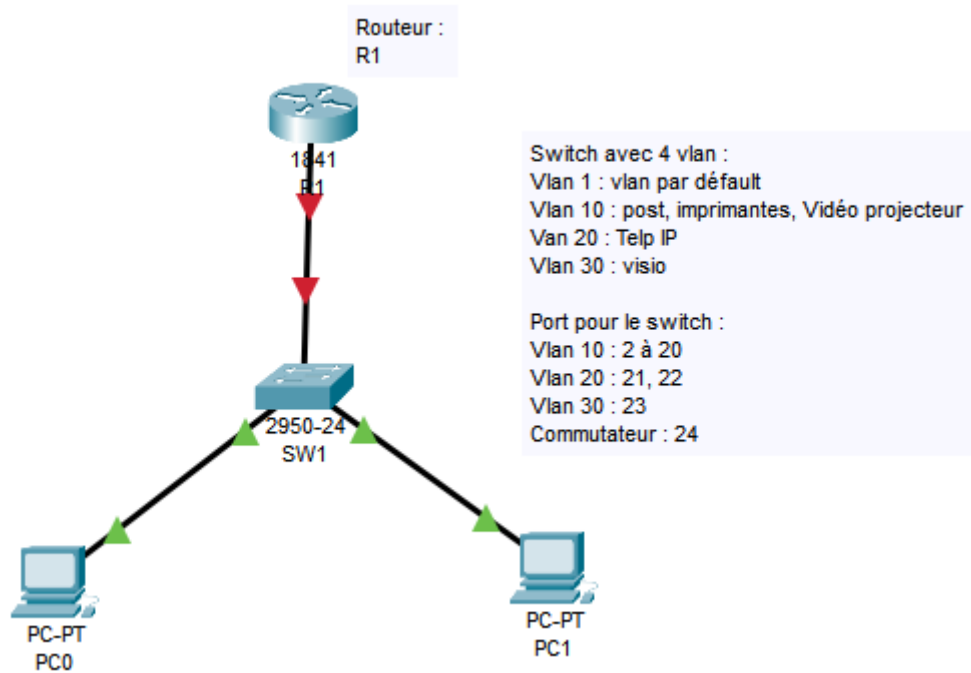 Routeur :
R1
1841
R1
Switch avec 4 vlan :
Vlan 1 : vlan par défault
Vlan 10 : post, imprimantes, Vidéo projecteur
Van 20 : Telp IP
Vlan 30 : visio
Port pour le switch :
Vlan 10 : 2 à 20
Vlan 20 : 21, 22
Vlan 30 : 23
Commutateur : 24
2950-24
SW1
PC-PT
PC0
PC-PT
PC1